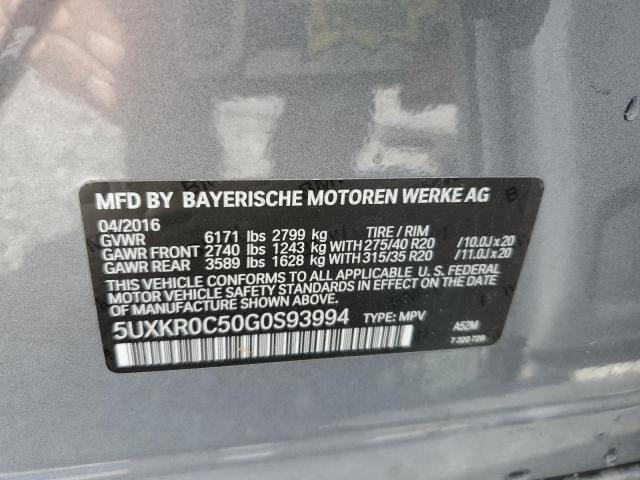 MFD BY BAYERISCHE MOTOREN WERKE AG
04/2016
GVWR 6171 lbs 2799 kg TIRE / RIM
GAWR FRONT 2740 lbs 1243 kg WITH 275/40 R20 /10.0J x 20
GAWR REAR 3589 lbs 1628 kg WITH 315/35 R20 /11.0J x 20
THIS VEHICLE CONFORMS TO ALL APPLICABLE U. S. FEDERAL
MOTOR VEHICLE SAFETY STANDARDS IN EFFECT ON THE DATE
OF MANUFACTURE SHOWN ABOVE.
5UXKR0C50G0S93994 TYPE: MPV A52M
7 320 729